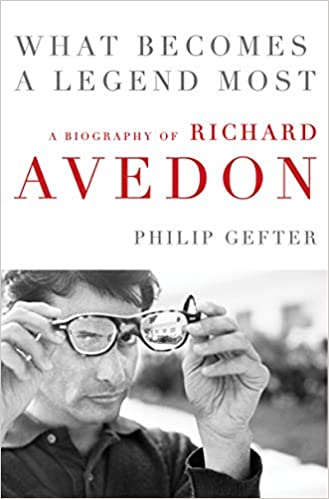 WHAT BECOMES
A LEGEND MOST
A BIOGRAPHY OF RICHARD
AVEDON
PHILIP GEFTER